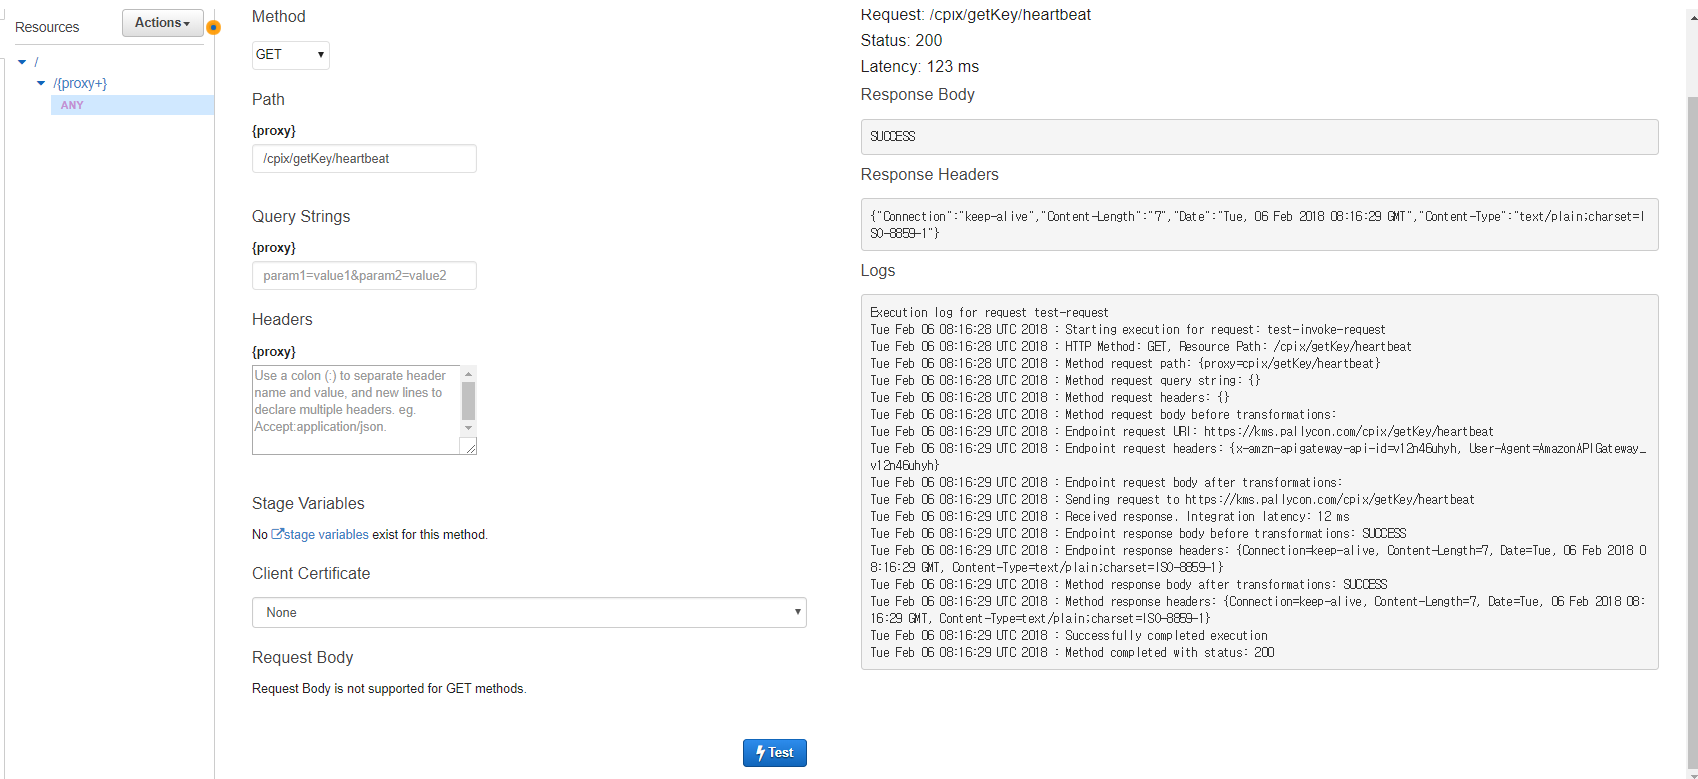 Resources
Actions
/
/{proxy+}
ANY
Method
GET
Path
{proxy}
/cpix/getKey/heartbeat
Query Strings
{proxy}
param1=value1&param2=value2
Headers
{proxy}
Use a colon (:) to separate header
name and value, and new lines to
declare multiple headers. eg.
Accept:application/json.
Stage Variables
No stage variables exist for this method.
Client Certificate
None
Request Body
Request Body is not supported for GET methods.
Test
Request: /cpix/getKey/heartbeat
Status: 200
Latency: 123 ms
Response Body
SUCCESS
Response Headers
{"Connection":"keep-alive","Content-Length":"7","Date":"Tue, 06 Feb 2018 08:16:29 GMT","Content-Type":"text/plain;charset=I
SO-8859-1"}
Logs
Execution log for request test-request
Tue Feb 06 08:16:28 UTC 2018 : Starting execution for request: test-invoke-request
Tue Feb 06 08:16:28 UTC 2018 : HTTP Method: GET, Resource Path: /cpix/getKey/heartbeat
Tue Feb 06 08:16:28 UTC 2018 : Method request path: {proxy=cpix/getKey/heartbeat}
Tue Feb 06 08:16:28 UTC 2018 : Method request query string: {}
Tue Feb 06 08:16:28 UTC 2018 : Method request headers: {}
Tue Feb 06 08:16:28 UTC 2018 : Method request body before transformations:
Tue Feb 06 08:16:28 UTC 2018 : Endpoint request URI: https://kms.pallycon.com/cpix/getKey/heartbeat
Tue Feb 06 08:16:29 UTC 2018 : Endpoint request headers: {x-amzn-apigateway-api-id=v12n46uhyh, User-Agent=AmazonAPIGateway_
v12n46uhyh}
Tue Feb 06 08:16:29 UTC 2018 : Endpoint request body after transformations:
Tue Feb 06 08:16:29 UTC 2018 : Sending request to https://kms.pallycon.com/cpix/getKey/heartbeat
Tue Feb 06 08:16:29 UTC 2018 : Received response. Integration latency: 12 ms
Tue Feb 06 08:16:29 UTC 2018 : Endpoint response body before transformations: SUCCESS
Tue Feb 06 08:16:29 UTC 2018 : Endpoint response headers: {Connection=keep-alive, Content-Length=7, Date=Tue, 06 Feb 2018 0
8:16:29 GMT, Content-Type=text/plain;charset=ISO-8859-1}
Tue Feb 06 08:16:29 UTC 2018 : Method response body after transformations: SUCCESS
Tue Feb 06 08:16:29 UTC 2018 : Method response headers: {Connection=keep-alive, Content-Length=7, Date=Tue, 06 Feb 2018 08:
16:29 GMT, Content-Type=text/plain;charset=ISO-8859-1}
Tue Feb 06 08:16:29 UTC 2018 : Successfully completed execution
Tue Feb 06 08:16:29 UTC 2018 : Method completed with status: 200